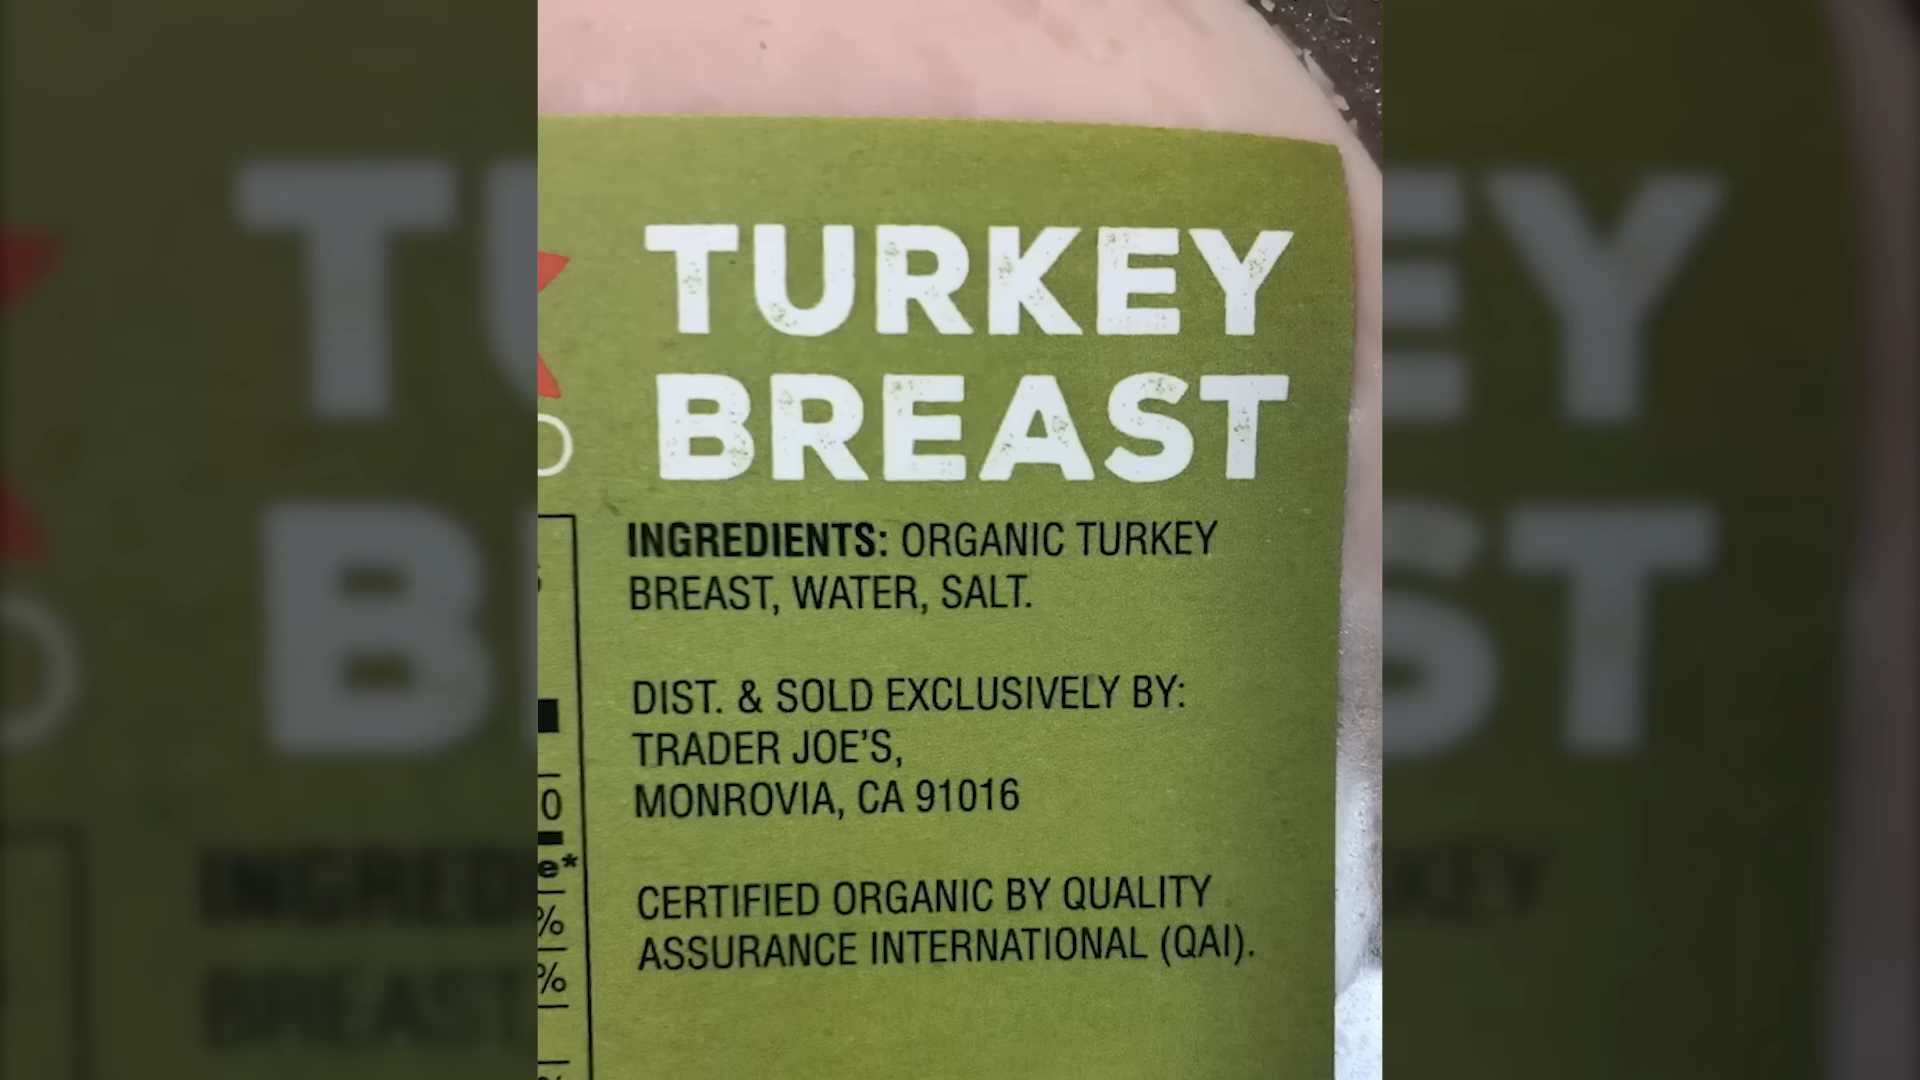 TURKEY
BREAST
INGREDIENTS: ORGANIC TURKEY
BREAST, WATER, SALT.
DIST. & SOLD EXCLUSIVELY BY:
TRADER JOE'S,
MONROVIA, CA 91016
CERTIFIED ORGANIC BY QUALITY
ASSURANCE INTERNATIONAL (QAI).
0
e*
%
%